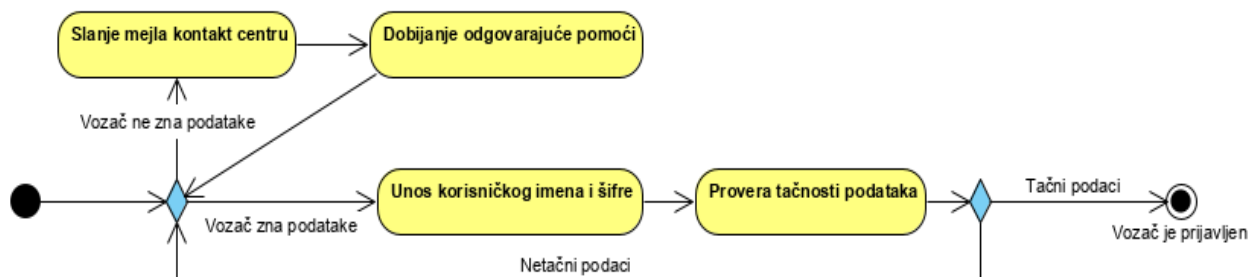 Slanje mejla kontakt centru
Dobijanje odgovarajuće pomoći
Vozač ne zna podatake
Unos korisničkog imena i šifre
Provera tačnosti podataka
Tačni podaci
Vozač zna podatake
Vozač je prijavljen
Netačni podaci